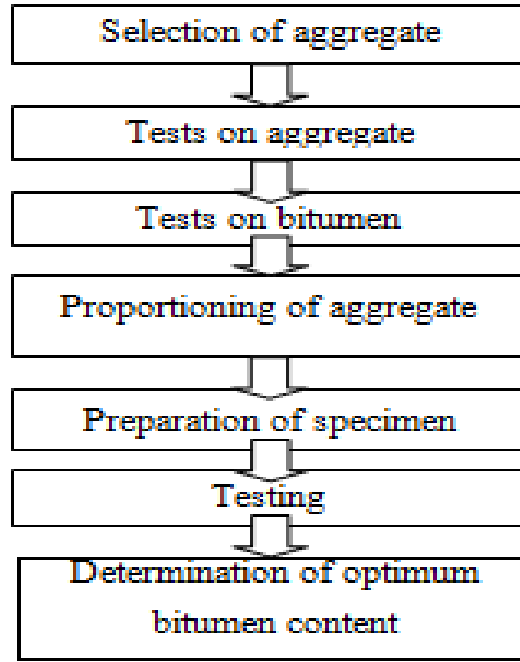 Selection of aggregate
Tests on aggregate
Tests on bitumen
Proportioning of aggregate
Preparation of specimen
Testing
Determination of optimum
bitumen content